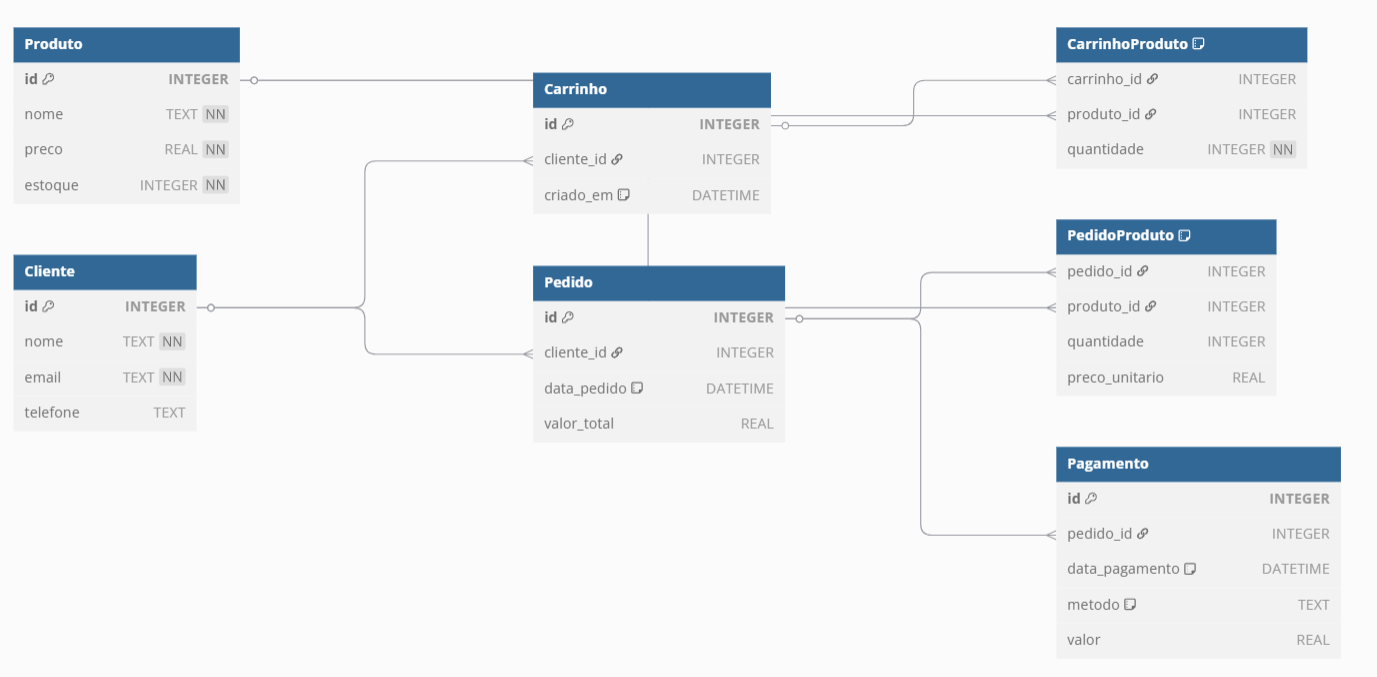 Produto
id INTEGER
nome TEXT NN
preco REAL NN
estoque INTEGER NN
Cliente
id INTEGER
nome TEXT NN
email TEXT NN
telefone TEXT
Carrinho
id INTEGER
cliente_id INTEGER
criado_em DATETIME
Pedido
id INTEGER
cliente_id INTEGER
data_pedido DATETIME
valor_total REAL
CarrinhoProduto
carrinho_id INTEGER
produto_id INTEGER
quantidade INTEGER NN
PedidoProduto
pedido_id INTEGER
produto_id INTEGER
quantidade INTEGER
preco_unitario REAL
Pagamento
id INTEGER
pedido_id INTEGER
data_pagamento DATETIME
metodo TEXT
valor REAL